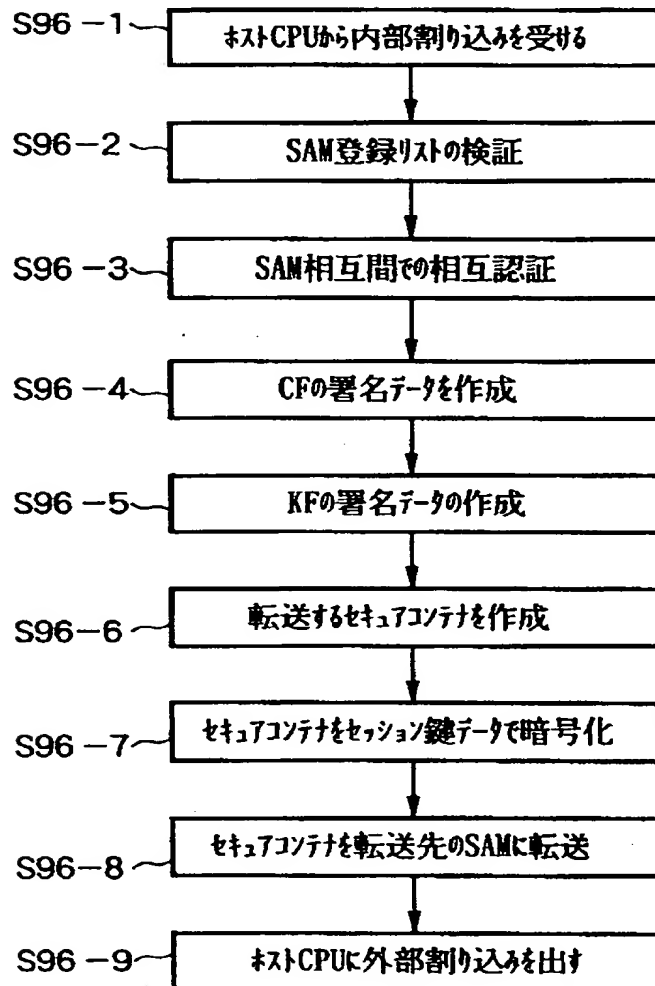 S96-1 ホストCPUから内部割り込みを受ける
S96-2 SAM登録リストの検証
S96-3 SAM相互間での相互認証
S96-4 CFの署名データを作成
S96-5 KFの署名データの作成
S96-6 転送するセキュアコンテナを作成
S96-7 セキュアコンテナをセッション鍵データで暗号化
S96-8 セキュアコンテナを転送先のSAMに転送
S96-9 ホストCPUに外部割り込みを出す